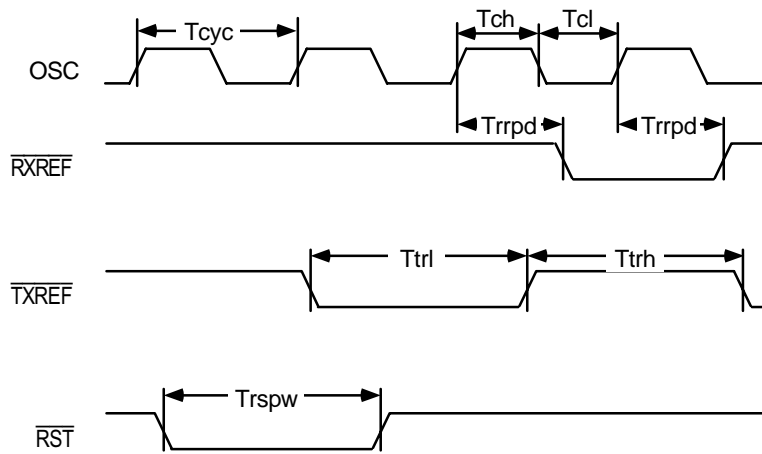 Tcyc
Tch
Tcl
OSC
Trrpd
Trrpd
RXREF
Ttrl
Ttrh
TXREF
Trspw
RST